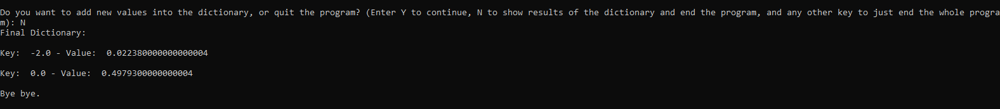 Do you want to add new values into the dictionary, or quit the program? (Enter Y to continue, N to show results of the dictionary and end the program, and any other key to just end the whole progra
m): N
Final Dictionary:
Key:  -2.0 - Value:  0.022380000000000004
Key:  0.0 - Value:  0.4979300000000004
Bye bye.